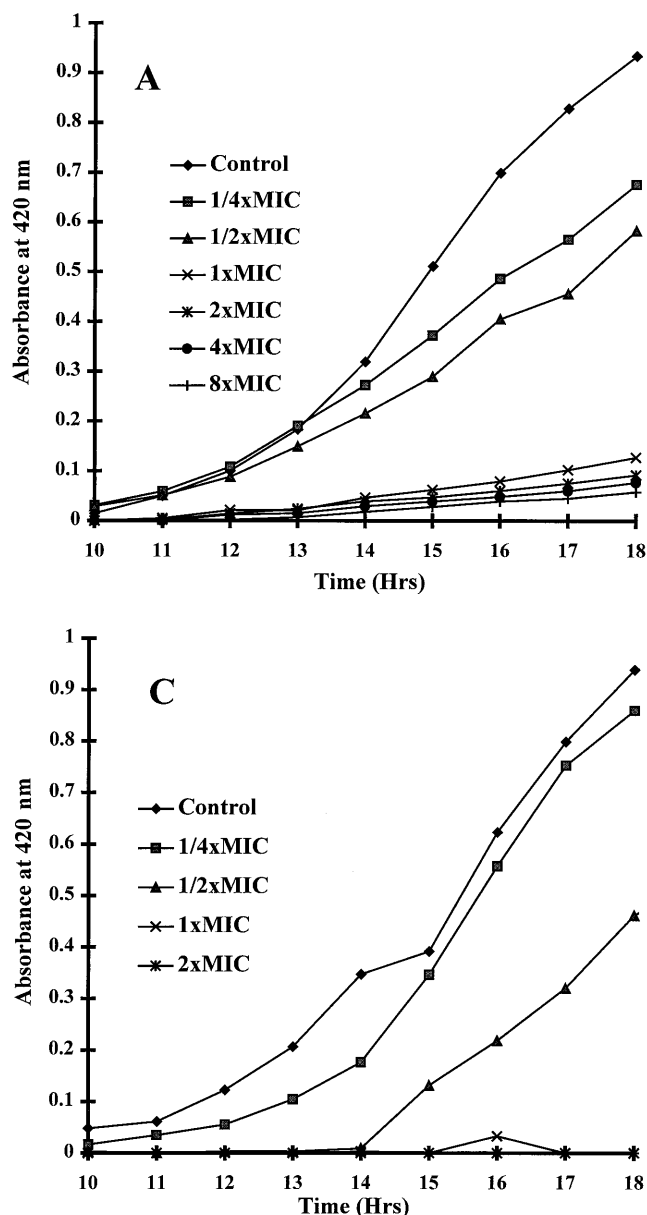 1
0.9
A
0.8
0.7
0.6
0.5
0.4
0.3
0.2
0.1
0
Absorbance at 420 nm
Control
1/4xMIC
1/2xMIC
1xMIC
2xMIC
4xMIC
8xMIC
10 11 12 13 14 15 16 17 18
Time (Hrs)
1
0.9
C
0.8
0.7
0.6
0.5
0.4
0.3
0.2
0.1
0
Absorbance at 420 nm
Control
1/4xMIC
1/2xMIC
1xMIC
2xMIC
10 11 12 13 14 15 16 17 18
Time (Hrs)